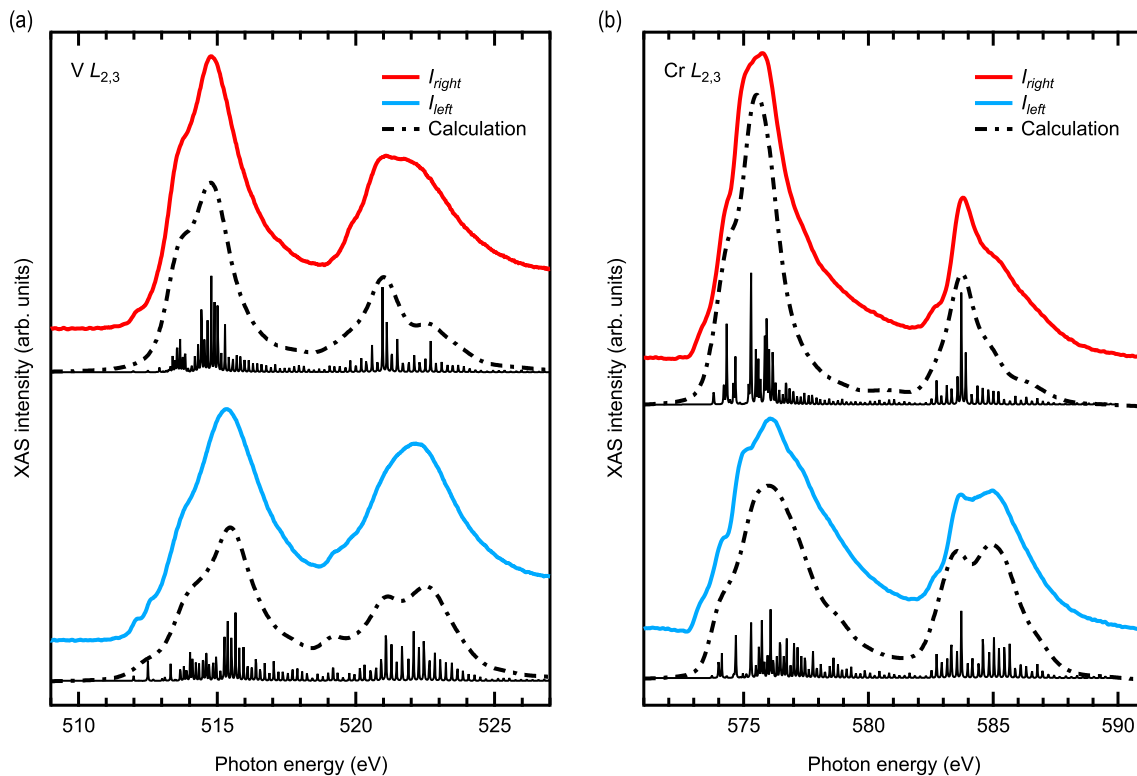 (a)
V L2,3
Iright
Ileft
Calculation
XAS intensity (arb. units)
510 515 520 525
Photon energy (eV)
(b)
Cr L2,3
Iright
Ileft
Calculation
XAS intensity (arb. units)
575 580 585 590
Photon energy (eV)